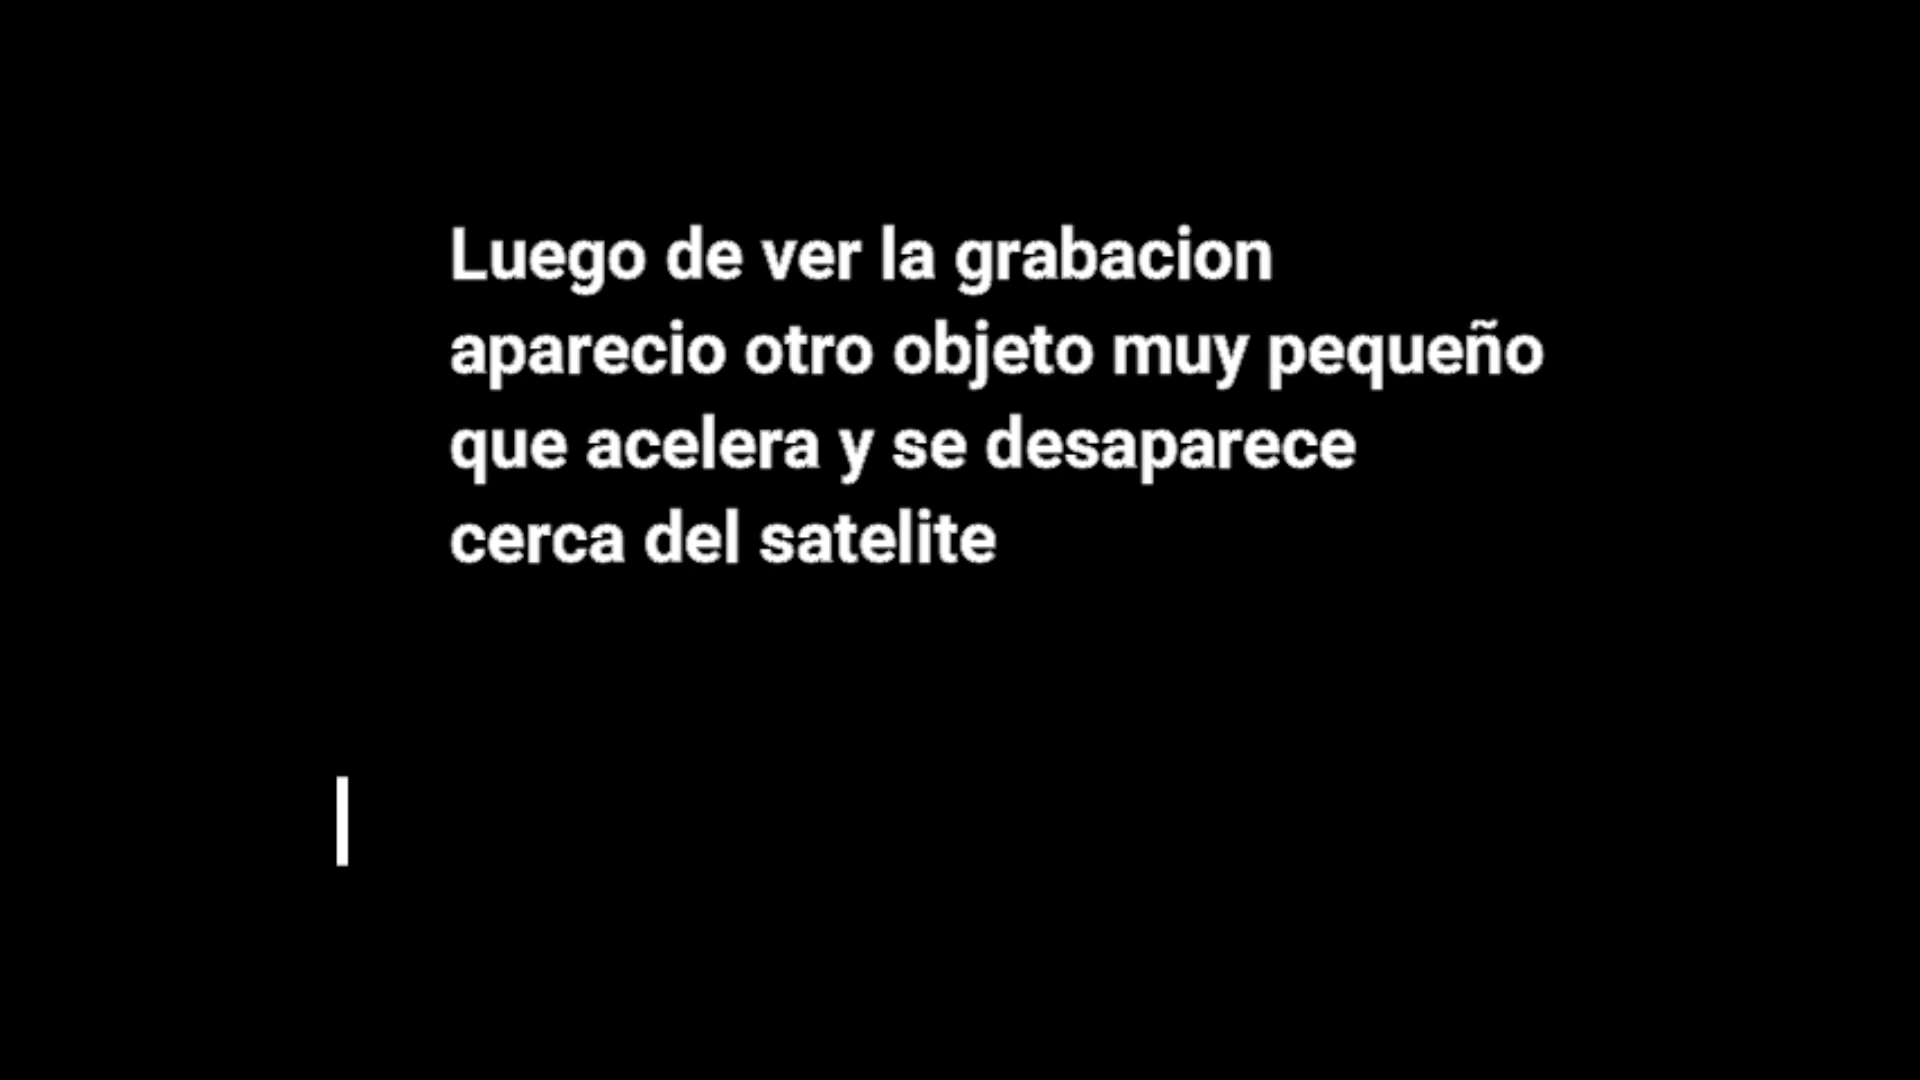 Luego de ver la grabacion
aparecio otro objeto muy pequeño
que acelera y se desaparece
cerca del satelite